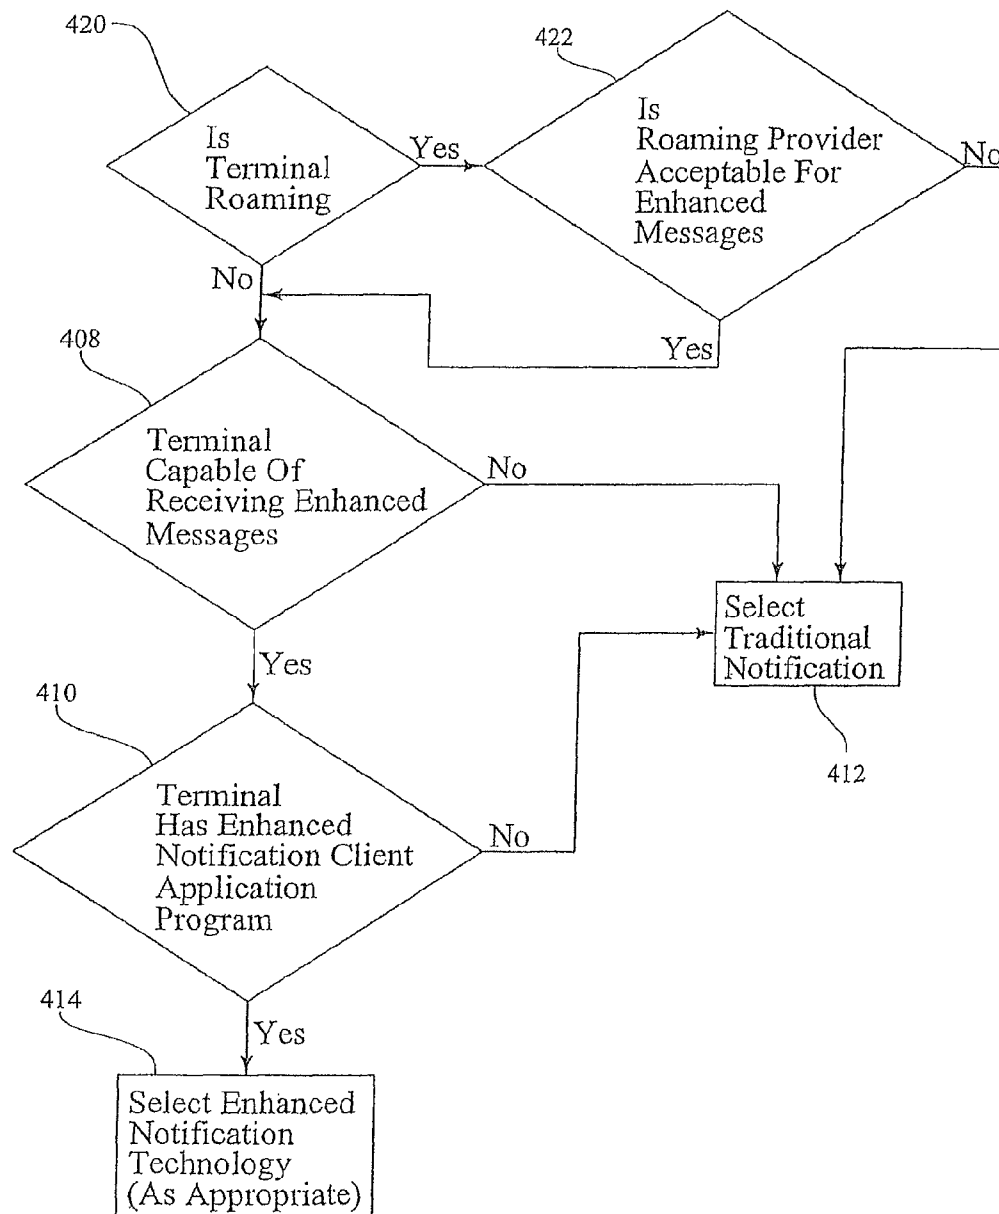 420
422
Is
Terminal
Roaming
Yes
Is
Roaming Provider
Acceptable For
Enhanced
Messages
No
No
Yes
408
Terminal
Capable Of
Receiving Enhanced
Messages
No
Yes
Select
Traditional
Notification
412
410
Terminal
Has Enhanced
Notification Client
Application
Program
No
Yes
414
Select Enhanced
Notification
Technology
(As Appropriate)